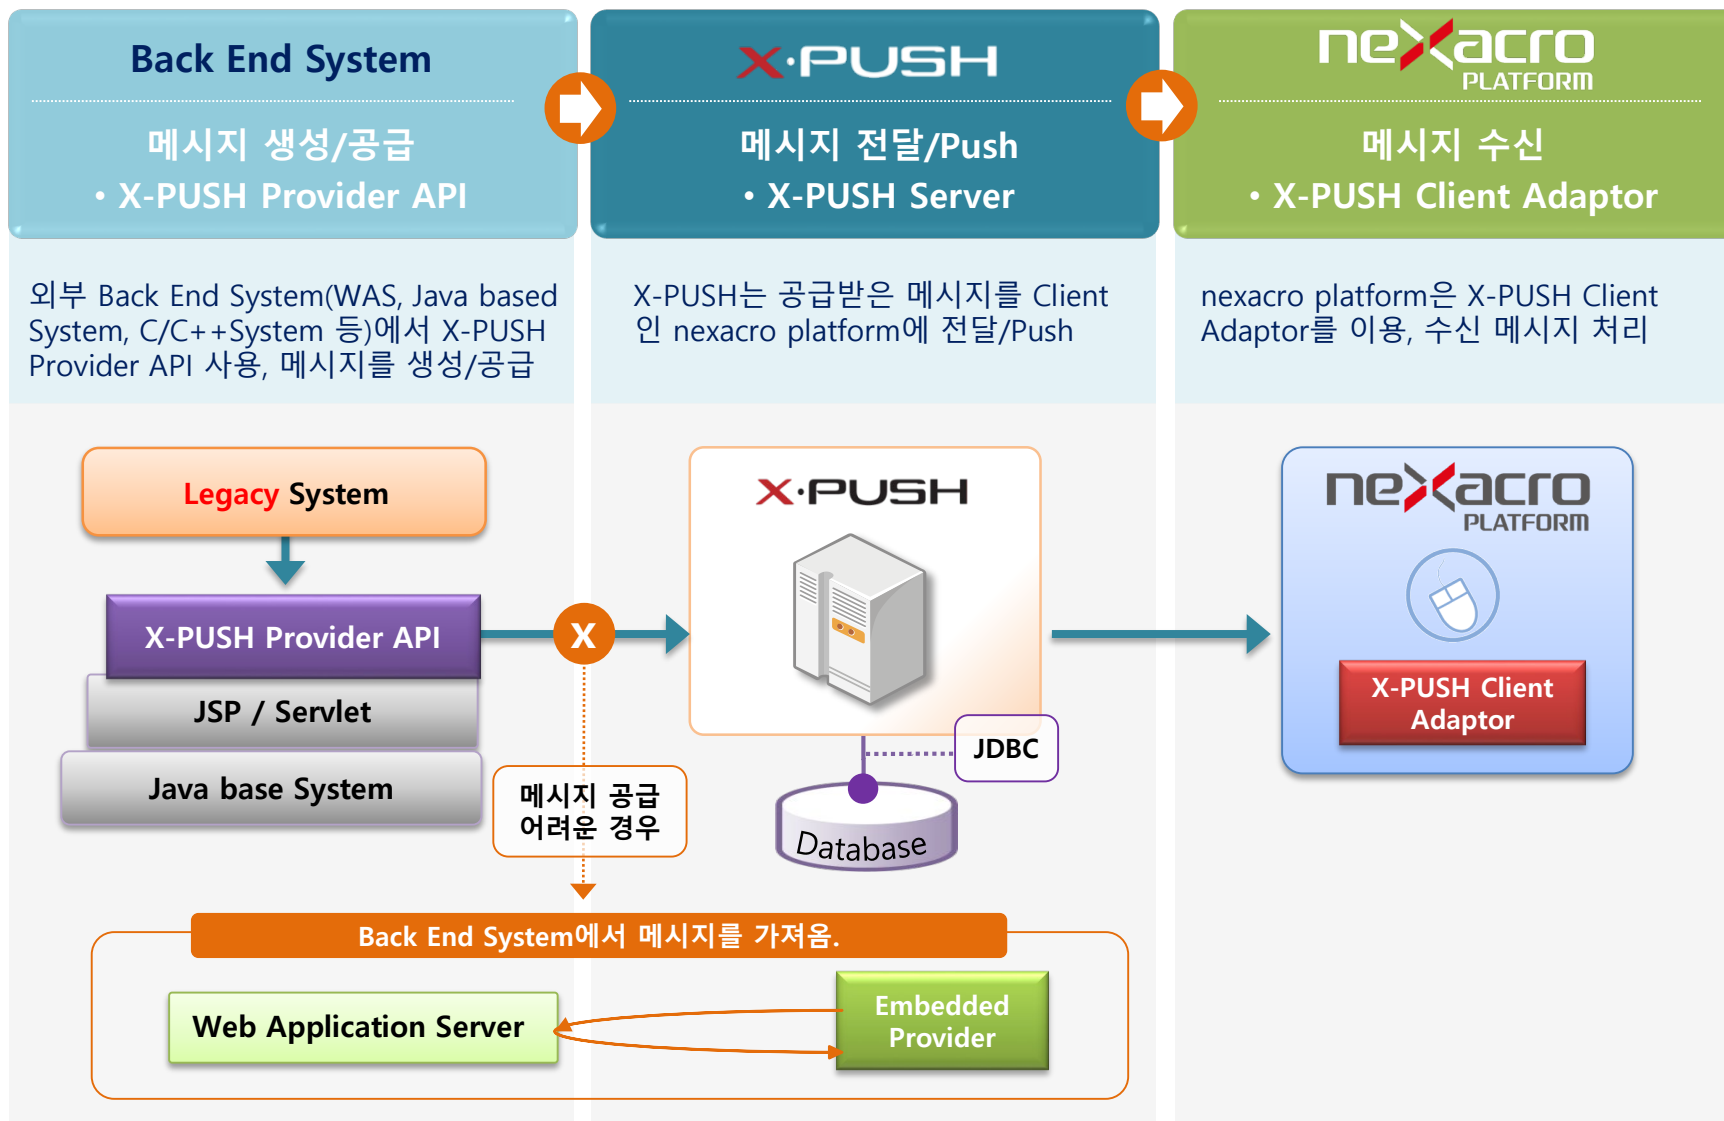 Back End System
메시지 생성/공급
• X-PUSH Provider API
X·PUSH
메시지 전달/Push
• X-PUSH Server
nexacro
PLATFORM
메시지 수신
• X-PUSH Client Adaptor
외부 Back End System(WAS, Java based
System, C/C++System 등)에서 X-PUSH
Provider API 사용, 메시지를 생성/공급
X-PUSH는 공급받은 메시지를 Client
인 nexacro platform에 전달/Push
nexacro platform은 X-PUSH Client
Adaptor를 이용, 수신 메시지 처리
Legacy System
X-PUSH Provider API
JSP / Servlet
Java base System
X
메시지 공급
어려운 경우
X·PUSH
JDBC
Database
nexacro
PLATFORM
X-PUSH Client
Adaptor
Back End System에서 메시지를 가져옴.
Web Application Server
Embedded
Provider